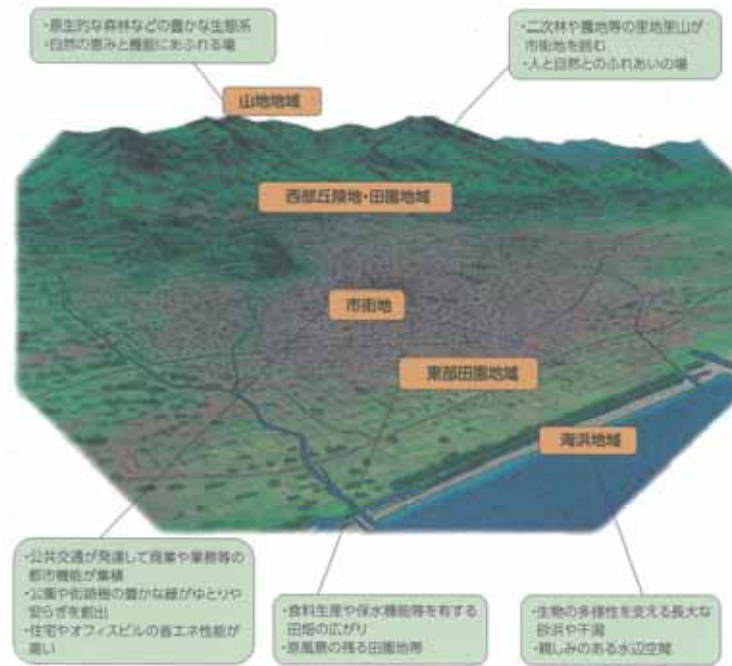 ・原生的な森林などの豊かな生態系
・自然の恵みと機能にあふれる場
・二次林や農地等の里地里山が
市街地を囲む
・人と自然とのふれあいの場
山地地域
西部丘陵地・田園地域
市街地
東部田園地域
海浜地域
・公共交通が発達して商業や業務等の
都市機能が集積
・公園や街路樹の豊かな緑がゆとりや
安らぎを創出
・住宅やオフィスビルの省エネ性能が
高い
・食料生産や保水機能等を有する
田畑の広がり
・原風景の残る田園地帯
・生物の多様性を支える長大な
砂浜や干潟
・親しみのある水辺空間